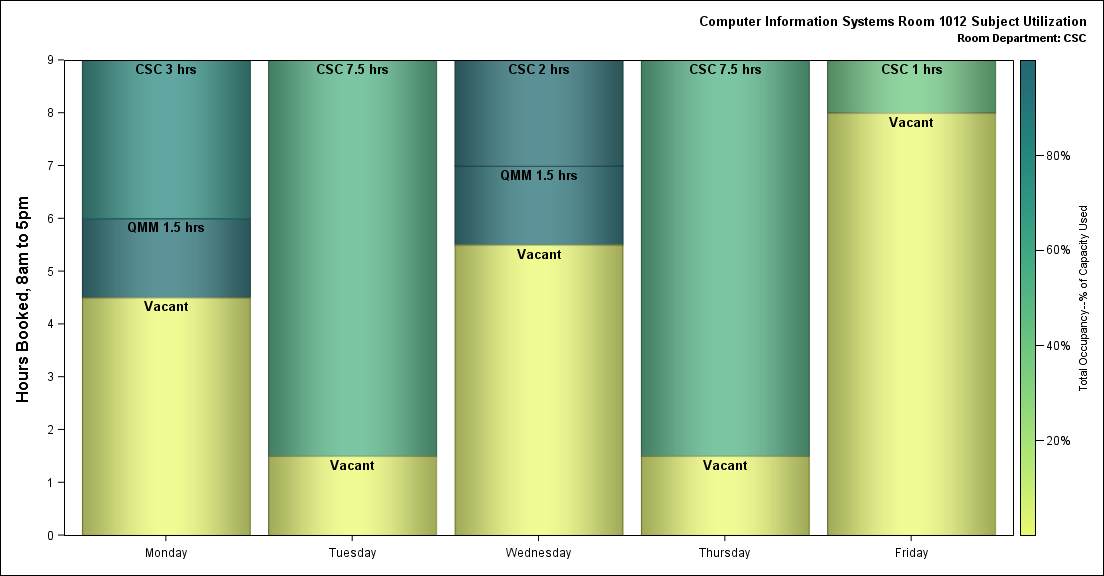 Computer Information Systems Room 1012 Subject Utilization
Room Department: CSC
Hours Booked, 8am to 5pm
9
8
7
6
5
4
3
2
1
0
CSC 3 hrs
QMM 1.5 hrs
Vacant
CSC 7.5 hrs
Vacant
CSC 2 hrs
QMM 1.5 hrs
Vacant
CSC 7.5 hrs
Vacant
CSC 1 hrs
Vacant
Monday
Tuesday
Wednesday
Thursday
Friday
80%
60%
40%
20%
Total Occupancy--% of Capacity Used